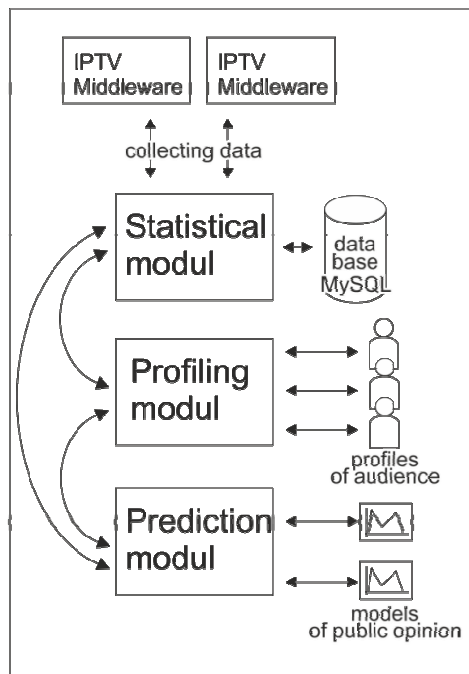 IPTV
Middleware
IPTV
Middleware
collecting data
Statistical
modul
data
base
MySQL
Profiling
modul
profiles
of audience
Prediction
modul
models
of public opinion